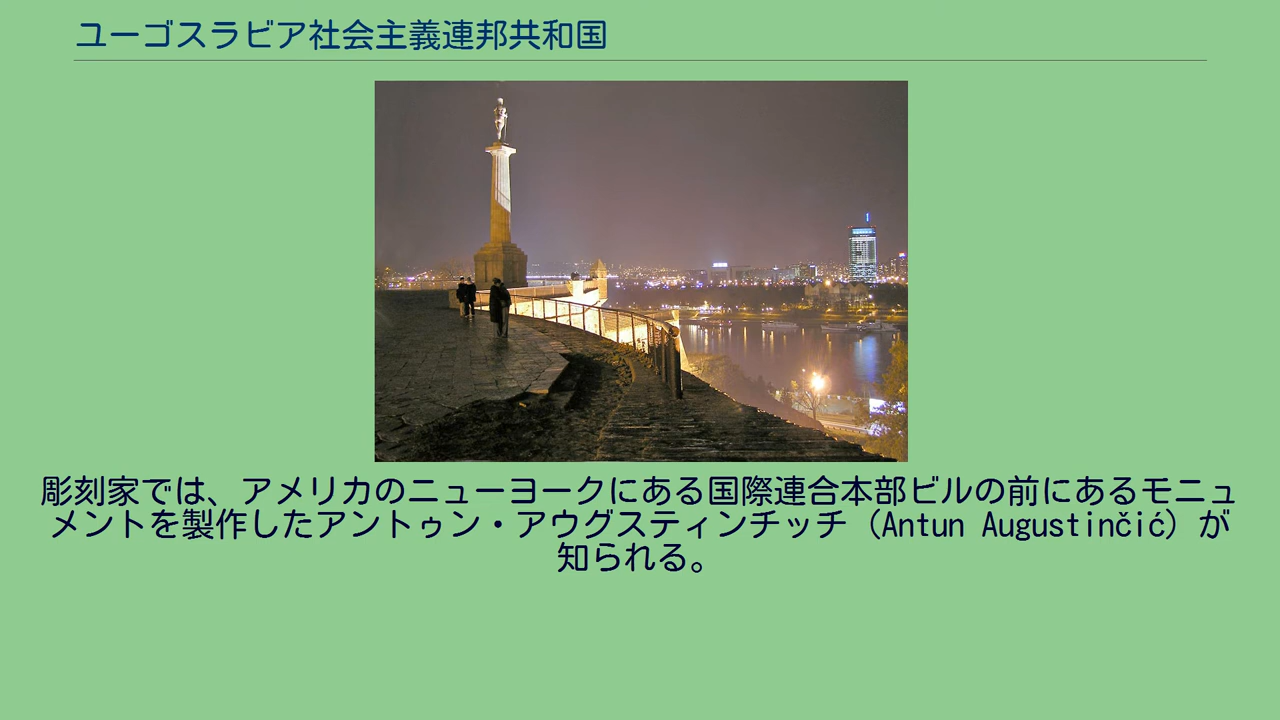 ユーゴスラビア社会主義連邦共和国
彫刻家では、アメリカのニューヨークにある国際連合本部ビルの前にあるモニュ
メントを製作したアントゥン・アウグスティンチッチ（Antun Augustinčić）が
知られる。